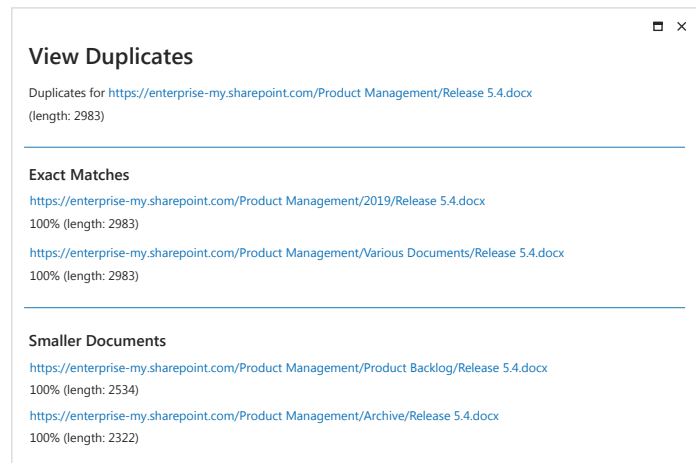 View Duplicates
Duplicates for https://enterprise-my.sharepoint.com/Product Management/Release 5.4.docx
(length: 2983)
Exact Matches
https://enterprise-my.sharepoint.com/Product Management/2019/Release 5.4.docx
100% (length: 2983)
https://enterprise-my.sharepoint.com/Product Management/Various Documents/Release 5.4.docx
100% (length: 2983)
Smaller Documents
https://enterprise-my.sharepoint.com/Product Management/Product Backlog/Release 5.4.docx
100% (length: 2534)
https://enterprise-my.sharepoint.com/Product Management/Archive/Release 5.4.docx
100% (length: 2322)